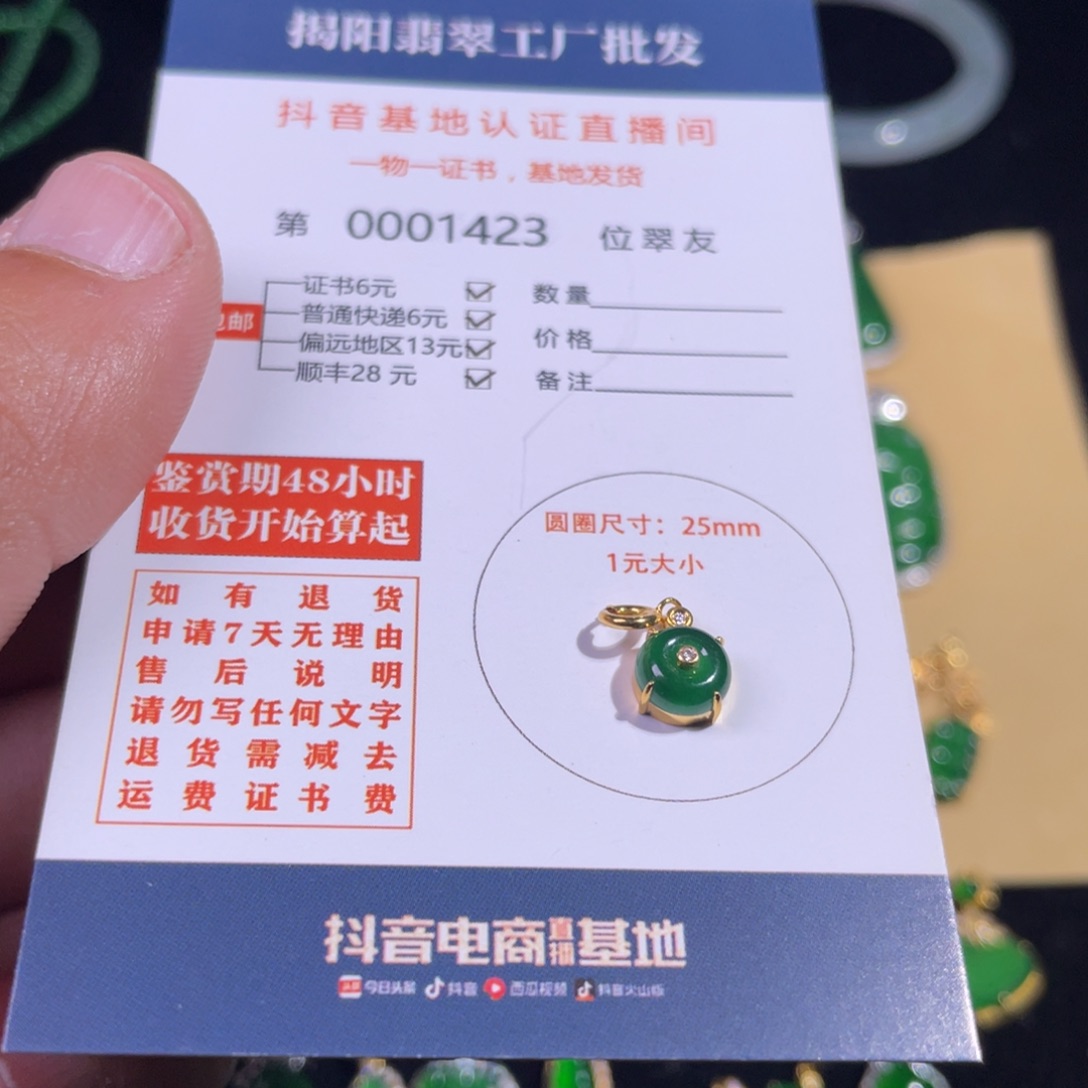 揭阳翡翠工厂批发
抖音基地认证直播间
一物一证书，基地发货
第 0001423 位翠友
包邮
证书6元
普通快递6元
偏远地区13元
顺丰28 元
数量
价格
备注
鉴赏期48小时
收货开始算起
如有退货
申请7天无理由
售后说明
请勿写任何文字
退货需减去
运费证书费
圆圈尺寸：25mm
1元大小
抖音电商直播基地
头条 今日头条 抖音 西瓜视频 抖音火山版